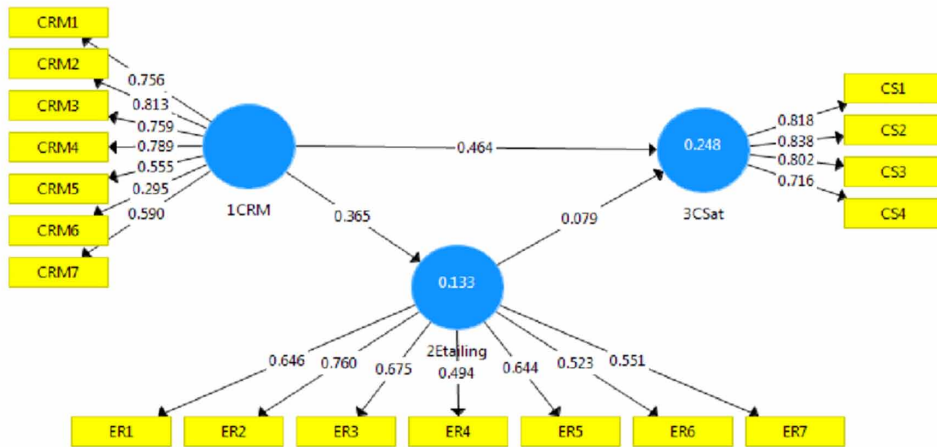 CRM1
CRM2
CRM3
CRM4
CRM5
CRM6
CRM7
0.756
0.813
0.759
0.789
0.555
0.295
0.590
1CRM
0.464
0.365
0.079
0.248
3CSat
0.818
0.838
0.802
0.716
CS1
CS2
CS3
CS4
0.133
2Etailing
0.646
0.760
0.675
0.494
0.644
0.523
0.551
ER1
ER2
ER3
ER4
ER5
ER6
ER7